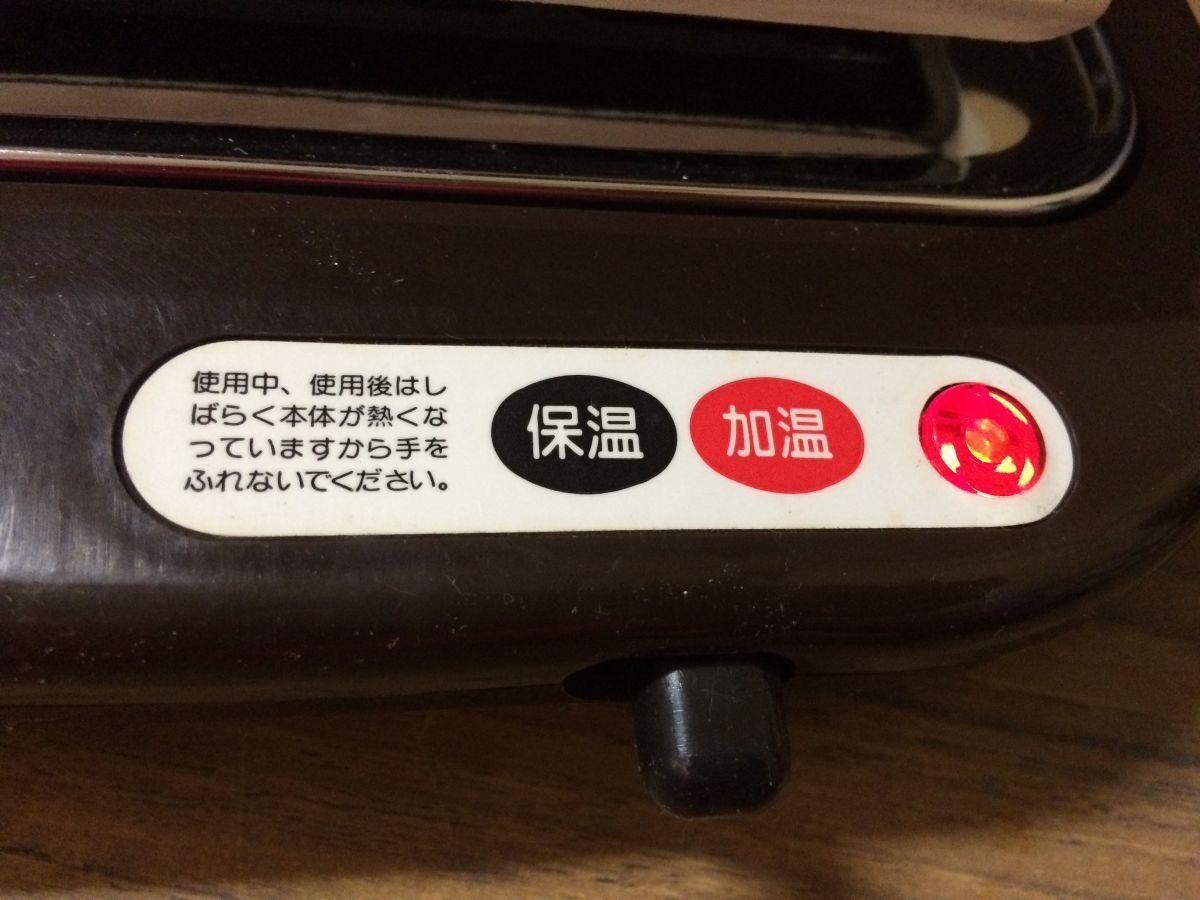 使用中、使用後はし
ばらく本体が熱くな
っていますから手を
ふれないでください。
保温
加温